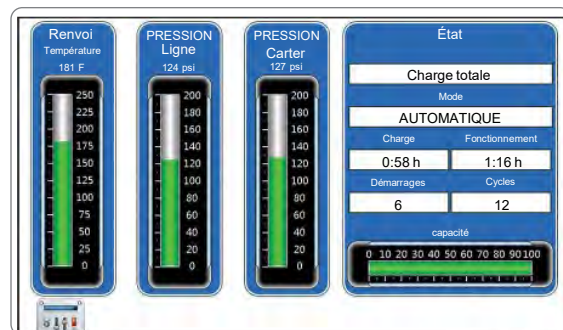 Renvoi
Température
181 F
250
225
200
175
150
125
100
75
50
25
0
PRESSION
Ligne
124 psi
200
180
160
140
120
100
80
60
40
20
0
PRESSION
Carter
127 psi
200
180
160
140
120
100
80
60
40
20
0
État
Charge totale
Mode
AUTOMATIQUE
Charge Fonctionnement
0:58 h 1:16 h
Démarrages Cycles
6 12
capacité
0 10 20 30 40 50 60 70 80 90100